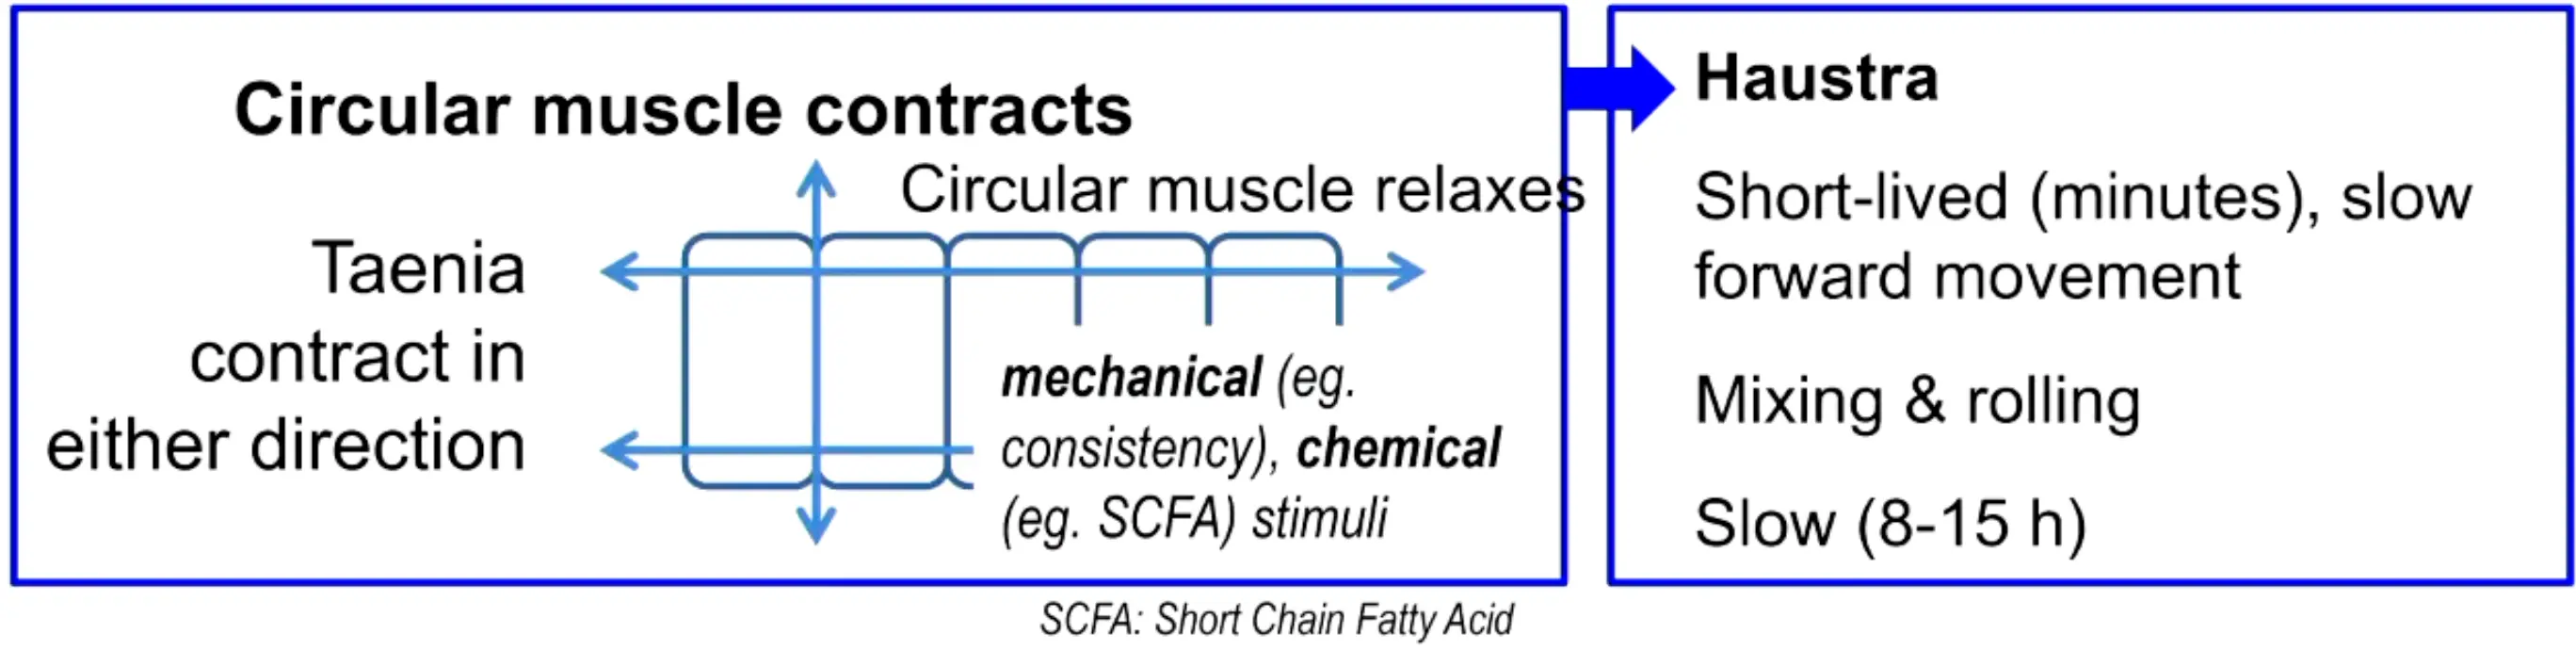 Circular muscle contracts
Circular muscle relaxes
Taenia
contract in
either direction
mechanical (eg.
consistency), chemical
(eg. SCFA) stimuli
Haustra
Short-lived (minutes), slow
forward movement
Mixing & rolling
Slow (8-15 h)
SCFA: Short Chain Fatty Acid